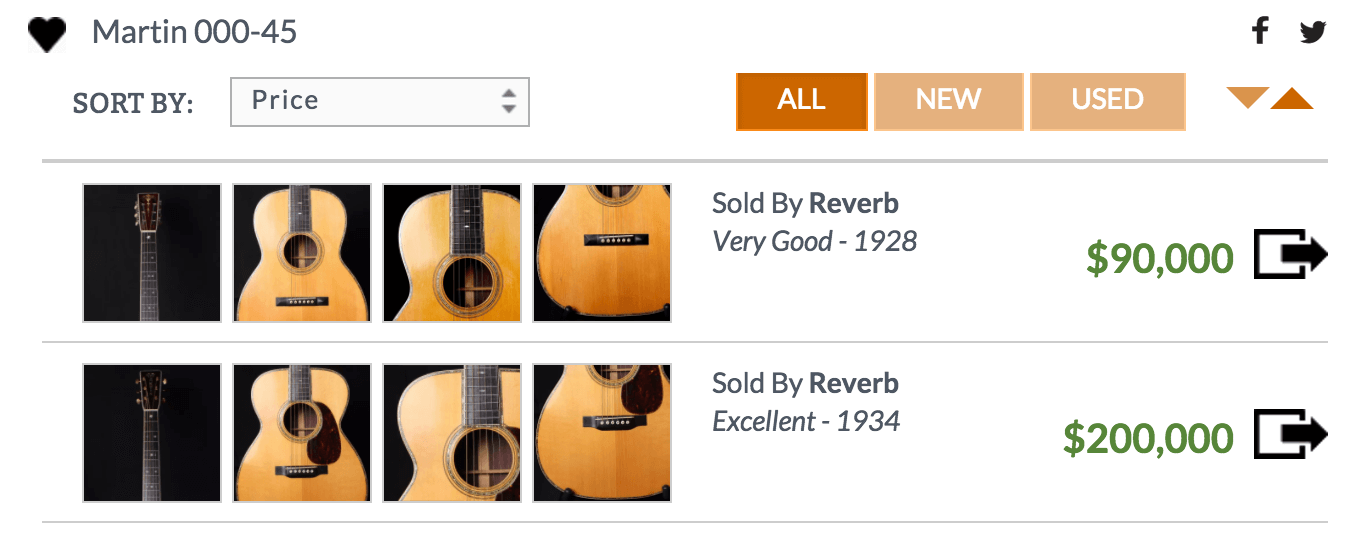 Martin 000-45
SORT BY:
Price
ALL
NEW
USED
Sold By Reverb
Very Good - 1928
$90,000
Sold By Reverb
Excellent - 1934
$200,000